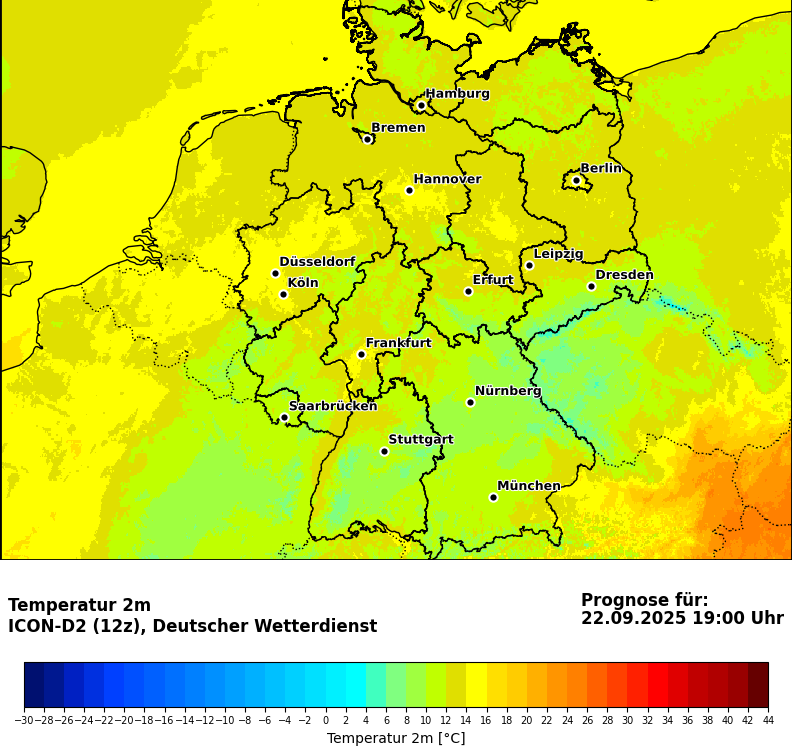 Hamburg
Bremen
Berlin
Hannover
Leipzig
Düsseldorf
Dresden
Köln
Erfurt
Frankfurt
Nürnberg
Saarbrücken
Stuttgart
München
Temperatur 2m
ICON-D2 (12z), Deutscher Wetterdienst
Prognose für:
22.09.2025 19:00 Uhr
−30 −28 −26 −24 −22 −20 −18 −16 −14 −12 −10 −8 −6 −4 −2 0 2 4 6 8 10 12 14 16 18 20 22 24 26 28 30 32 34 36 38 40 42 44
Temperatur 2m [°C]